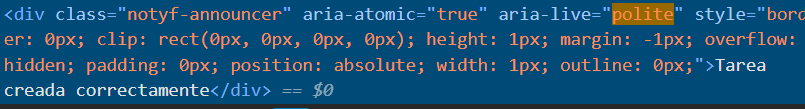 <div class="notyf-announcer" aria-atomic="true" aria-live="polite" style="bord
er: 0px; clip: rect(0px, 0px, 0px, 0px); height: 1px; margin: -1px; overflow:
hidden; padding: 0px; position: absolute; width: 1px; outline: 0px;">Tarea
creada correctamente</div> == $0